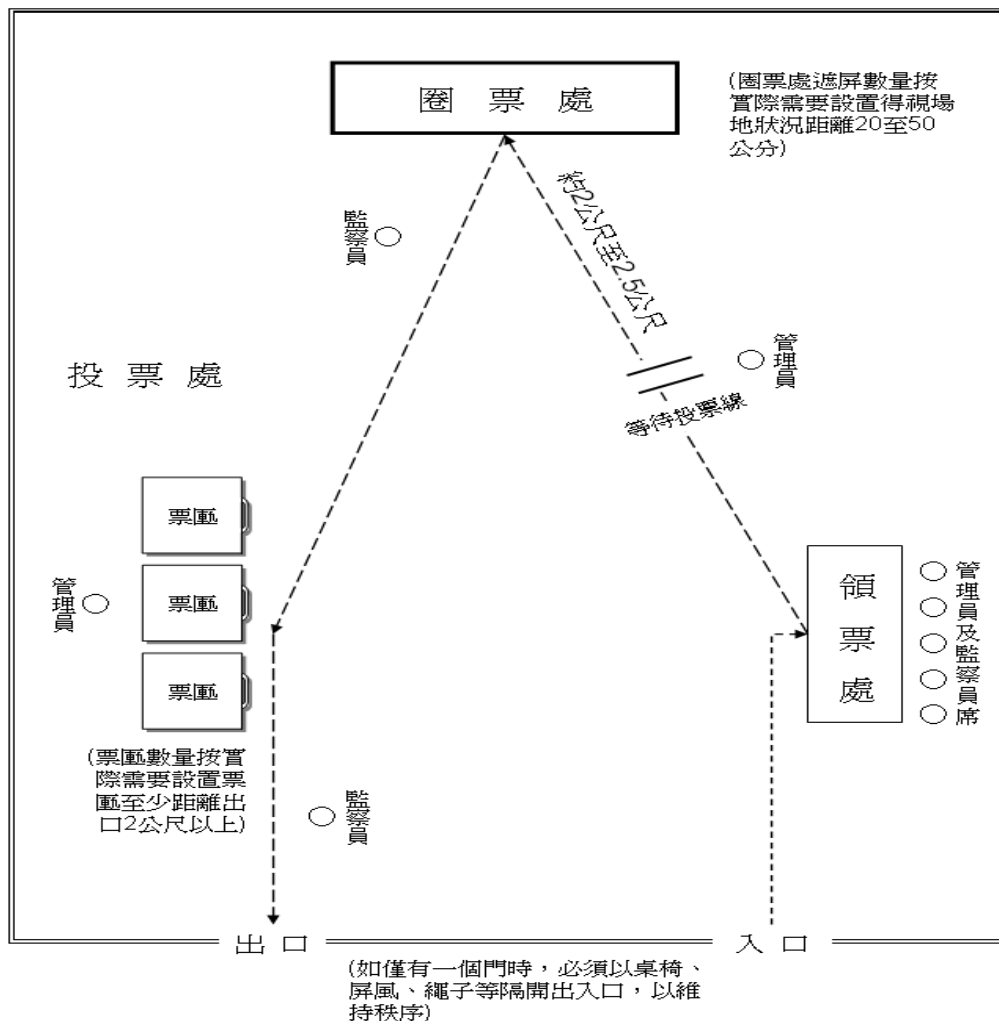 圈票處
(圈票處遮屏數量按
實際需要設置得視場
地狀況距離20至50
公分)
約2公尺至2.5公尺
監察員
管理員
等待投票線
投票處
票匭
票匭
票匭
管理員
領票處
管理員及監察員席
(票匭數量按實
際需要設置票
匭至少距離出
口2公尺以上)
監察員
出口
入口
(如僅有一個門時，必須以桌椅、
屏風、繩子等隔開出入口，以維
持秩序)